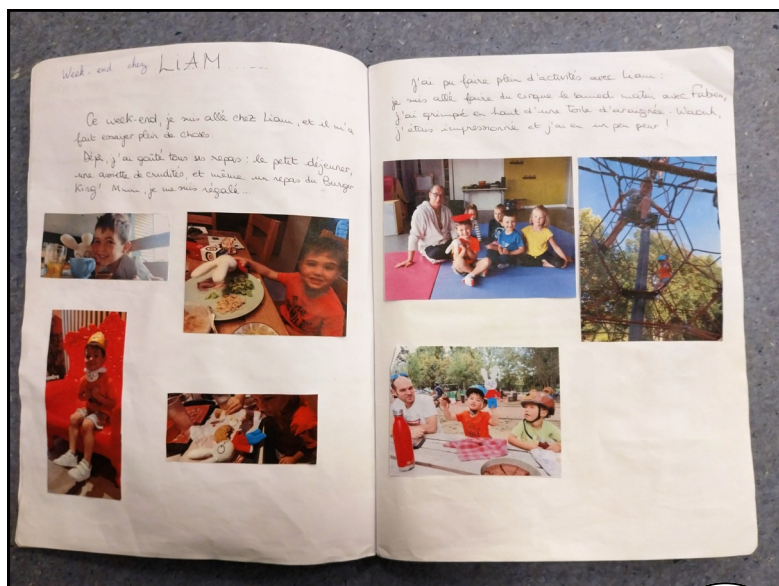 Week-end chez LIAM......
Ce week-end, je suis allé chez Liam, et il m'a
fait essayer plein de choses.
Déjà, j'ai goûté tous ses repas : le petit déjeuner,
une assiette de crudités, et même un repas du Burger
King ! Mmm, je me suis régalé...
J'ai pu faire plein d'activités avec Liam :
je suis allé faire du cirque le samedi matin avec Fabien,
j'ai grimpé en haut d'une toile d'araignée. Waouh,
j'étais impressionné et j'ai eu un peu peur !